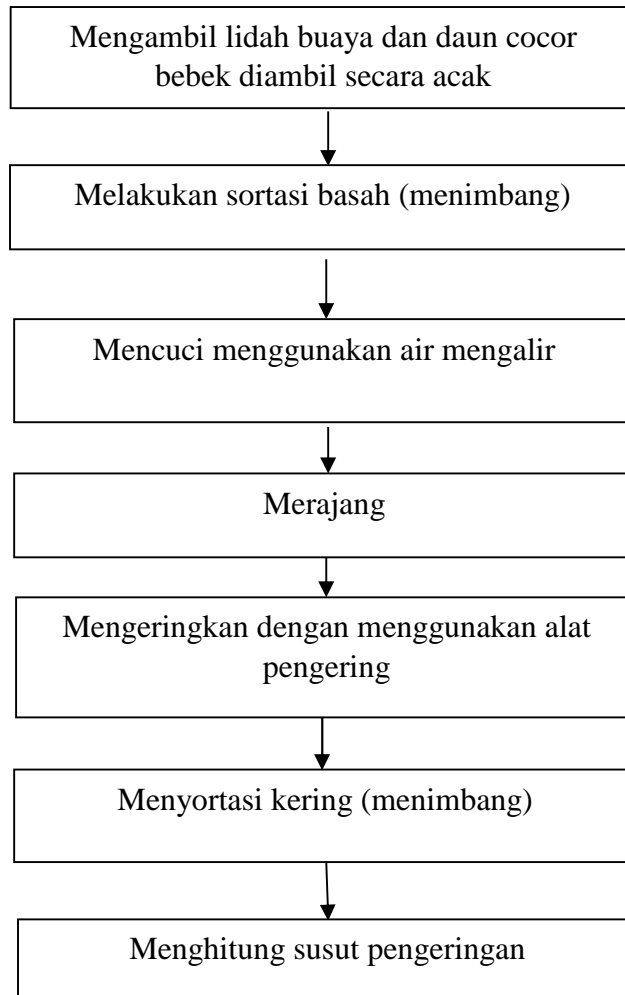 Mengambil lidah buaya dan daun cocor
bebek diambil secara acak
Melakukan sortasi basah (menimbang)
Mencuci menggunakan air mengalir
Merajang
Mengeringkan dengan menggunakan alat
pengering
Menyortasi kering (menimbang)
Menghitung susut pengeringan